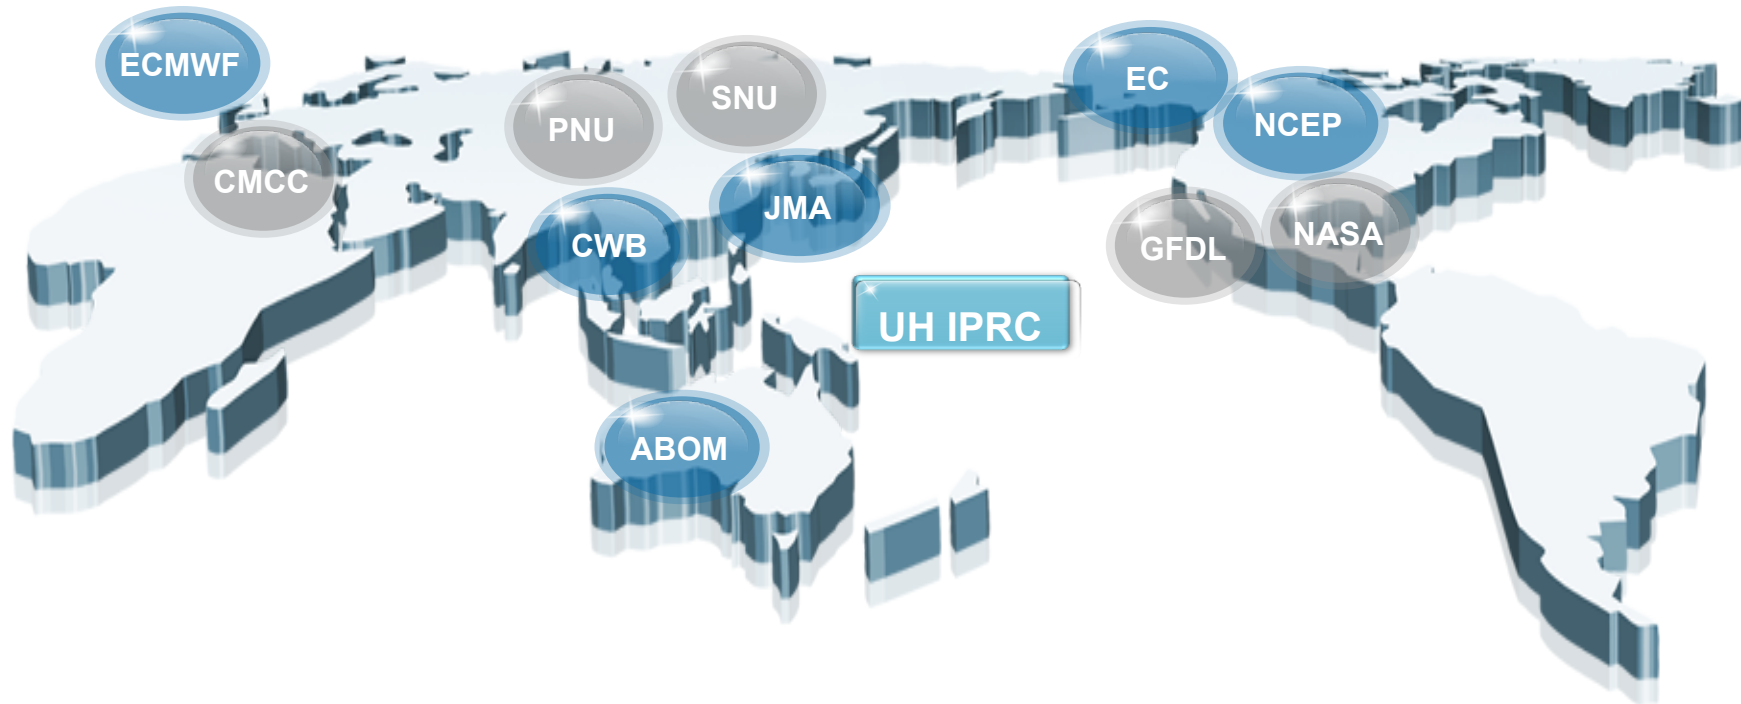 ECMWF
EC
SNU
NCEP
PNU
CMCC
JMA
NASA
CWB
GFDL
UH IPRC
ABOM